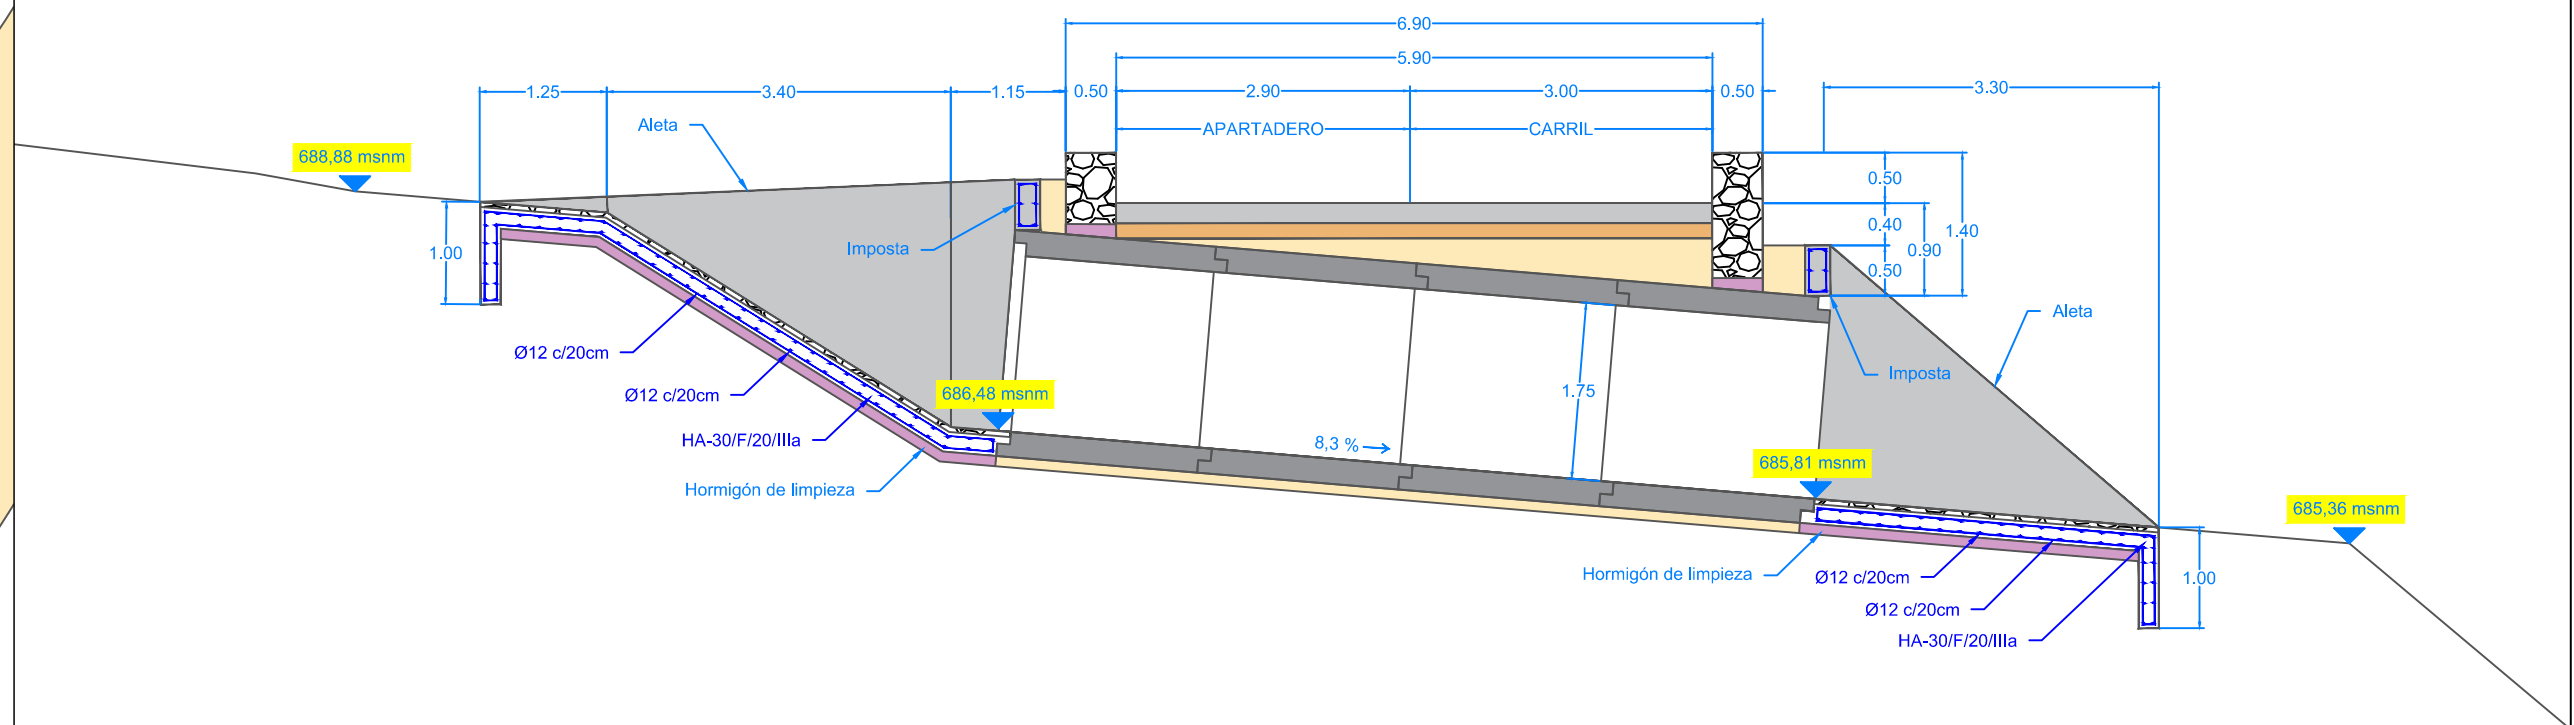 6.90
5.90
1.25
3.40
1.15
0.50
2.90
3.00
0.50
3.30
Aleta
APARTADERO
CARRIL
688,88 msnm
0.50
0.40
1.40
0.90
0.50
1.00
Imposta
Aleta
Ø12 c/20cm
Imposta
Ø12 c/20cm
686,48 msnm
1.75
HA-30/F/20/IIIa
8,3 %
685,81 msnm
Hormigón de limpieza
685,36 msnm
Hormigón de limpieza
Ø12 c/20cm
1.00
Ø12 c/20cm
HA-30/F/20/IIIa